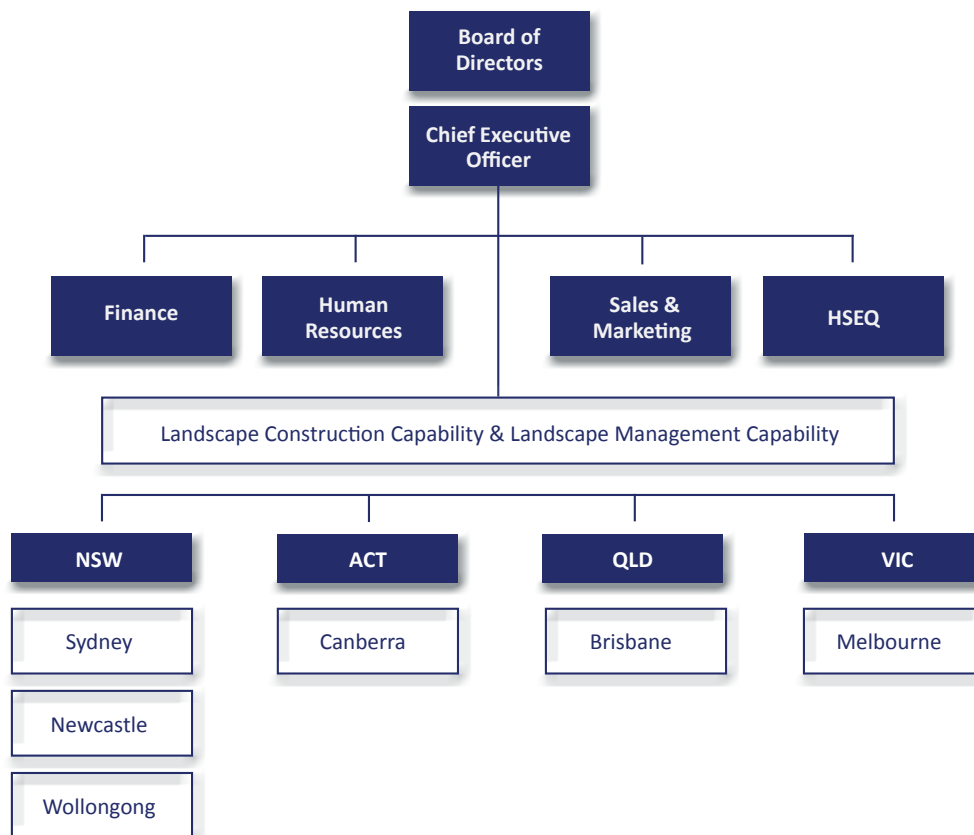 Board of
Directors
Chief Executive
Officer
Finance
Human
Resources
Sales &
Marketing
HSEQ
Landscape Construction Capability & Landscape Management Capability
NSW
ACT
QLD
VIC
Sydney
Canberra
Brisbane
Melbourne
Newcastle
Wollongong